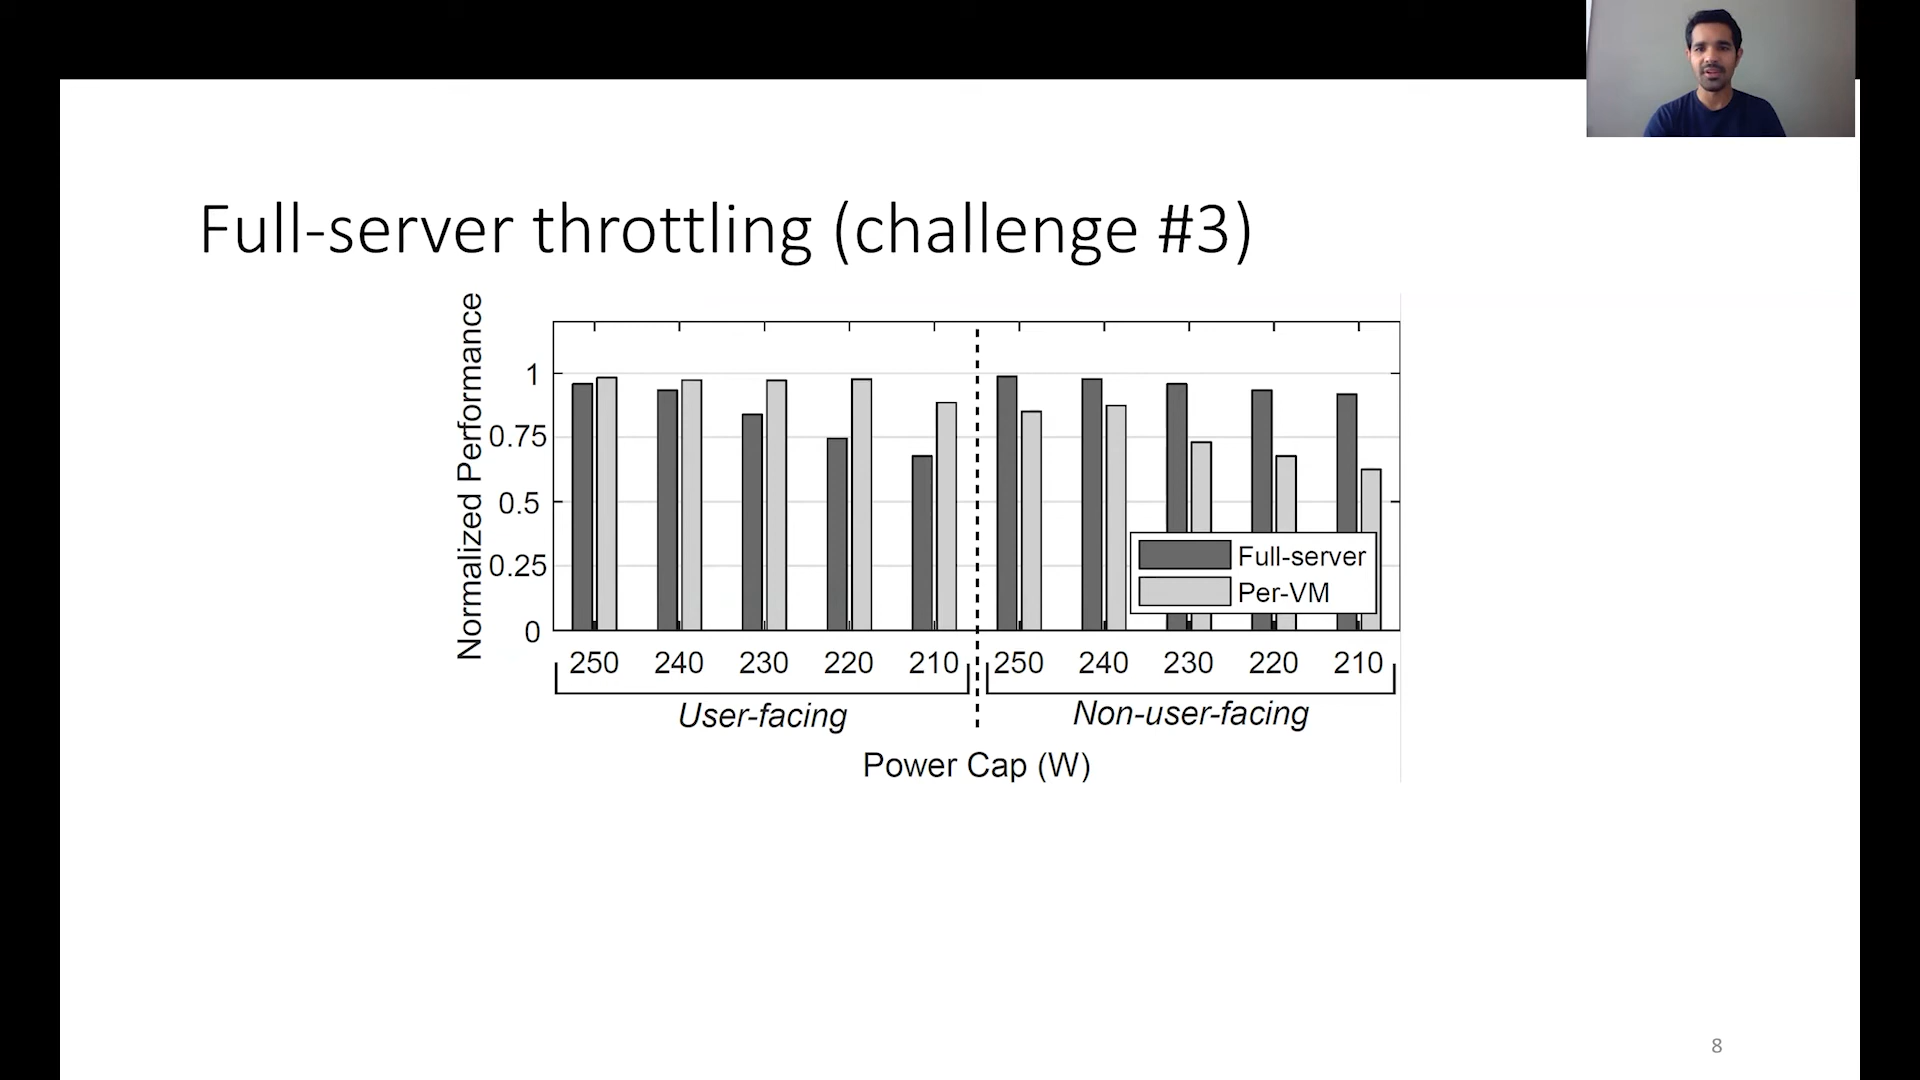 Full-server throttling (challenge #3)
Normalized Performance
1
0.75
0.5
0.25
0
Full-server
Per-VM
250 240 230 220 210 250 240 230 220 210
User-facing Non-user-facing
Power Cap (W)
8